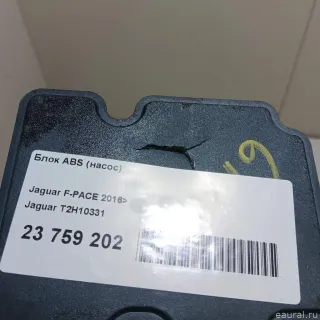 Блок ABS (насос)
Jaguar F-PACE 2016>
Jaguar T2H10331
23 759 202
eaural.ru